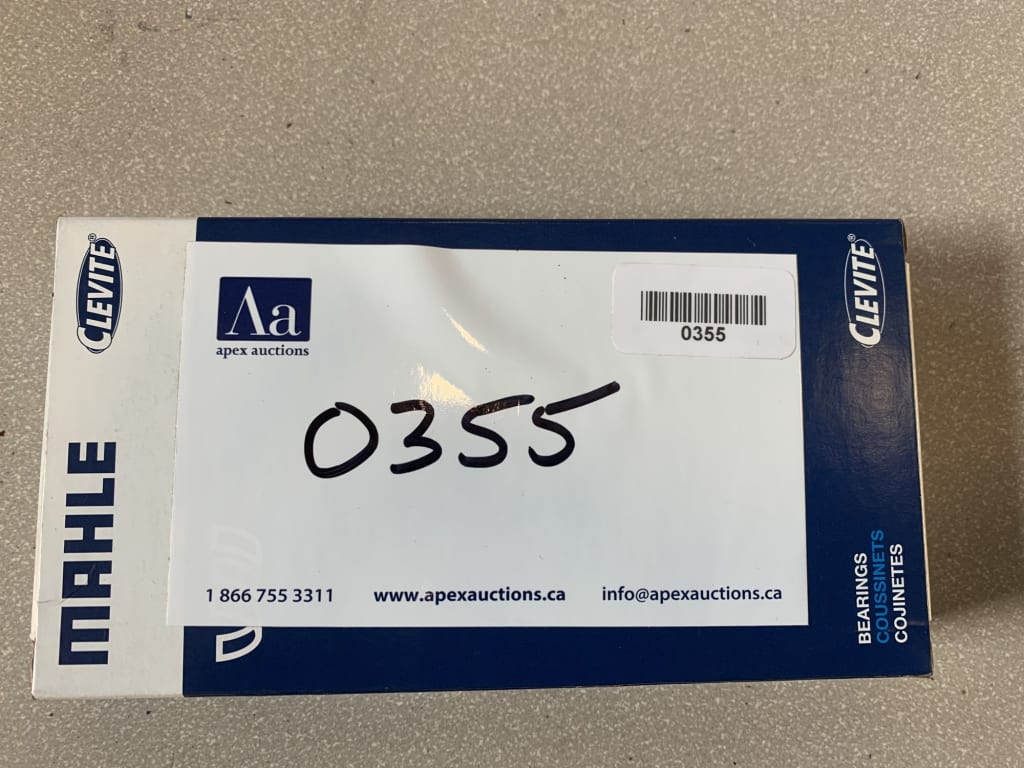 CLEVITE®
MAHLE
Aa
apex auctions
0355
0355
1 866 755 3311
www.apexauctions.ca
info@apexauctions.ca
CLEVITE®
BEARINGS
COUSSINETS
COJINETES